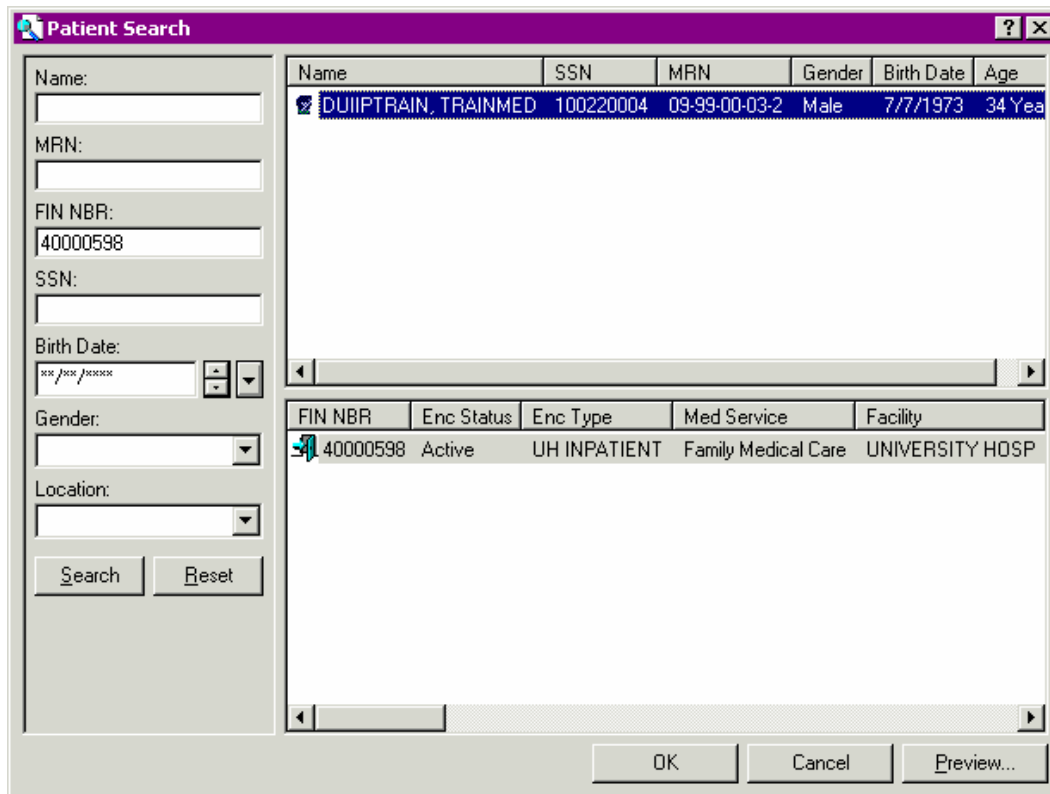 Patient Search
Name:
MRN:
FIN NBR:
40000598
SSN:
Birth Date:
**/**/****
Gender:
Location:
Search Reset
Name SSN MRN Gender Birth Date Age
DUIIPTRAIN, TRAINMED 100220004 09-99-00-03-2 Male 7/7/1973 34 Yea
FIN NBR Enc Status Enc Type Med Service Facility
40000598 Active UH INPATIENT Family Medical Care UNIVERSITY HOSP
OK Cancel Preview...